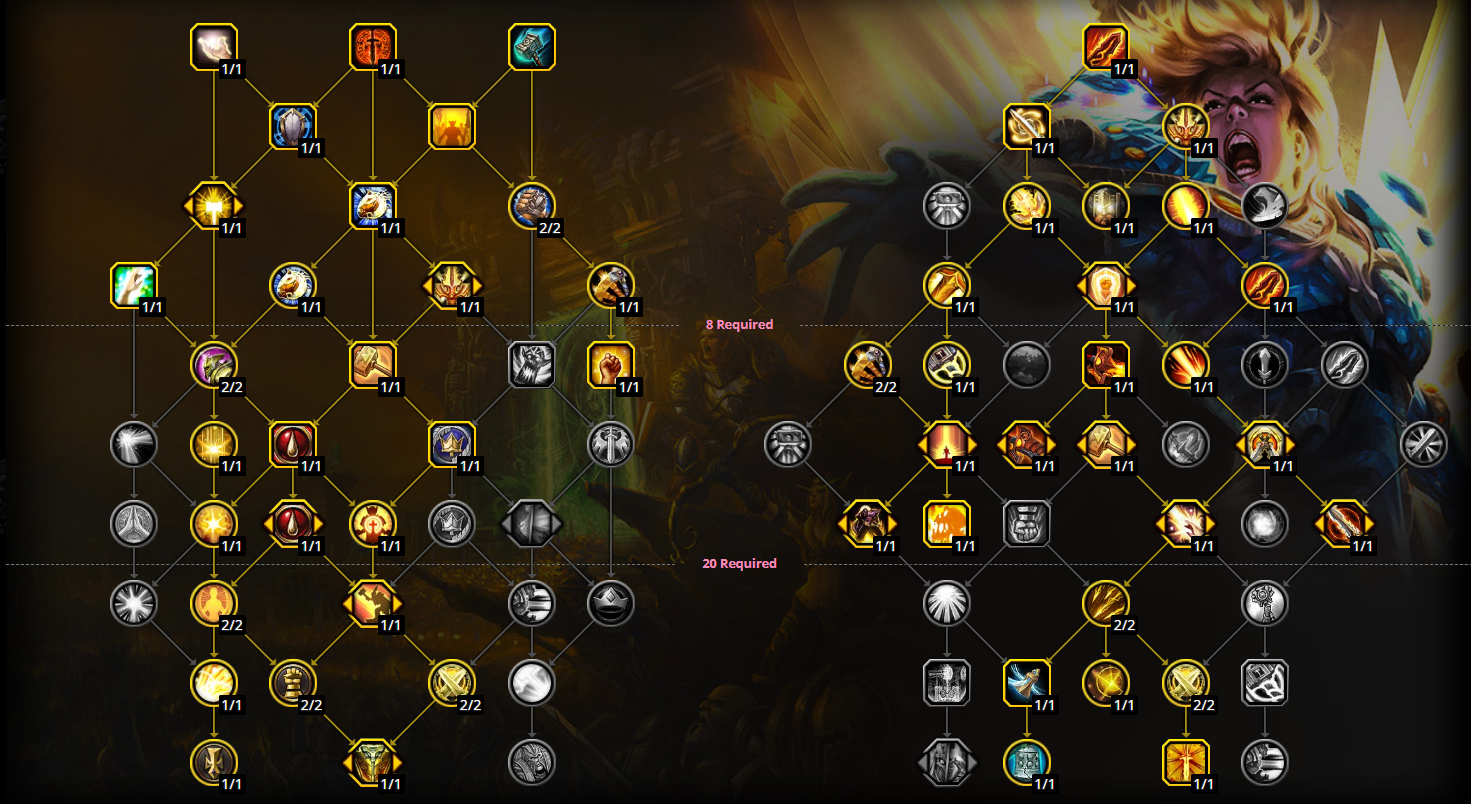 1/1 1/1 1/1
1/1 1/1 1/1
1/1 1/1 2/2 1/1 1/1 1/1
1/1 1/1 1/1 1/1 1/1 1/1 1/1
8 Required
2/2 1/1 1/1 2/2 1/1 1/1 1/1
1/1 1/1 1/1 1/1 1/1 1/1 1/1
1/1 1/1 1/1 1/1 1/1 1/1 1/1
20 Required
2/2 1/1 2/2
1/1 2/2 2/2 1/1 1/1 2/2
1/1 1/1 1/1 1/1